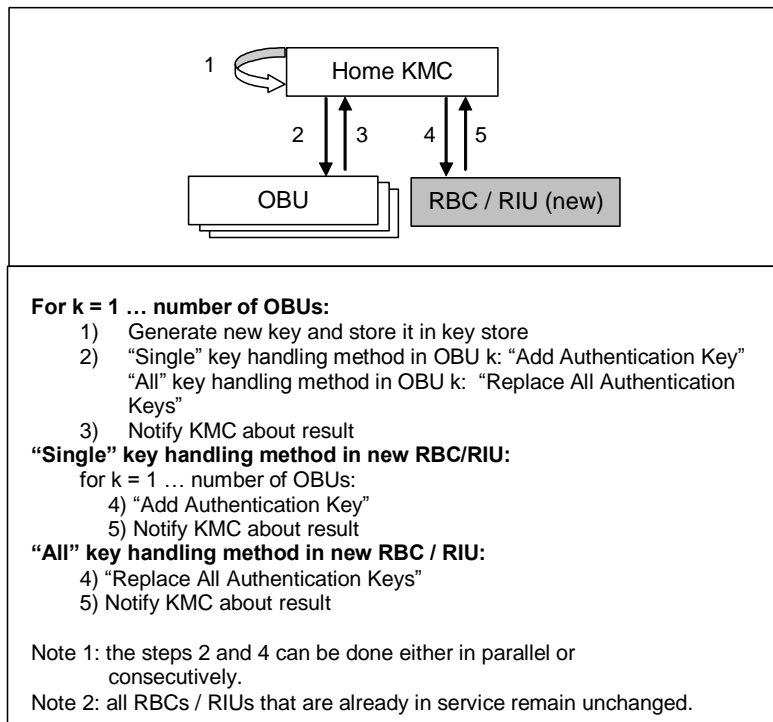 1
Home KMC
2
3
4
5
OBU
RBC / RIU (new)
For k = 1 … number of OBUs:
1) Generate new key and store it in key store
2) “Single” key handling method in OBU k: “Add Authentication Key”
“All” key handling method in OBU k: “Replace All Authentication
Keys”
3) Notify KMC about result
“Single” key handling method in new RBC/RIU:
for k = 1 … number of OBUs:
4) “Add Authentication Key”
5) Notify KMC about result
“All” key handling method in new RBC / RIU:
4) “Replace All Authentication Keys”
5) Notify KMC about result
Note 1: the steps 2 and 4 can be done either in parallel or
consecutively.
Note 2: all RBCs / RIUs that are already in service remain unchanged.